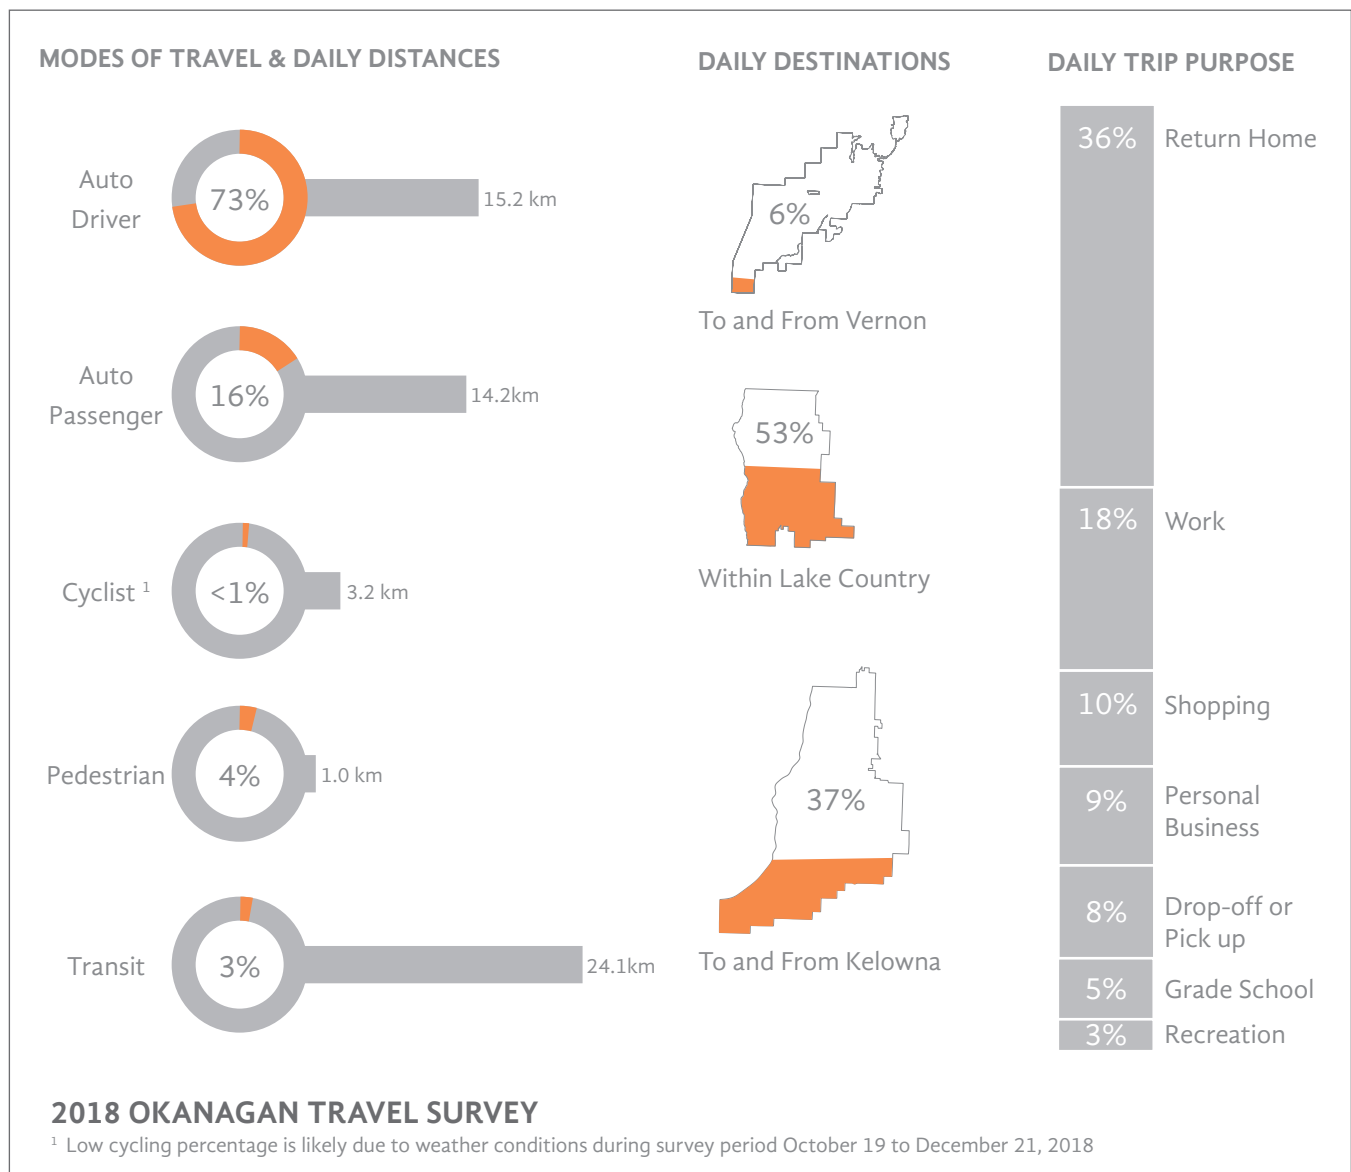 MODES OF TRAVEL & DAILY DISTANCES
Auto
Driver
73%
15.2 km
Auto
Passenger
16%
14.2km
Cyclist 1
<1%
3.2 km
Pedestrian
4%
1.0 km
Transit
3%
24.1km
DAILY DESTINATIONS
6%
To and From Vernon
53%
Within Lake Country
37%
To and From Kelowna
DAILY TRIP PURPOSE
36% Return Home
18% Work
10% Shopping
9% Personal
Business
8% Drop-off or
Pick up
5% Grade School
3% Recreation
2018 OKANAGAN TRAVEL SURVEY
1 Low cycling percentage is likely due to weather conditions during survey period October 19 to December 21, 2018